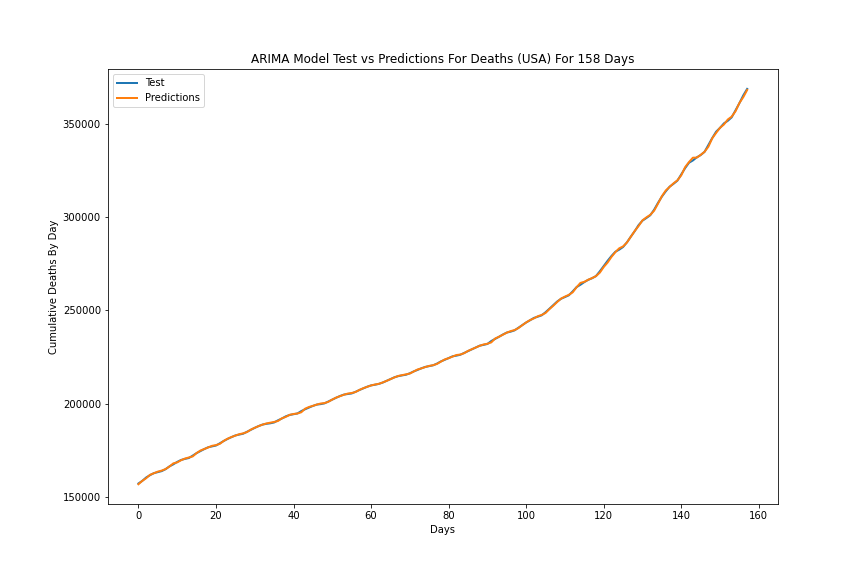 ARIMA Model Test vs Predictions For Deaths (USA) For 158 Days
Test
Predictions
Cumulative Deaths By Day
350000
300000
250000
200000
150000
0 20 40 60 80 100 120 140 160
Days